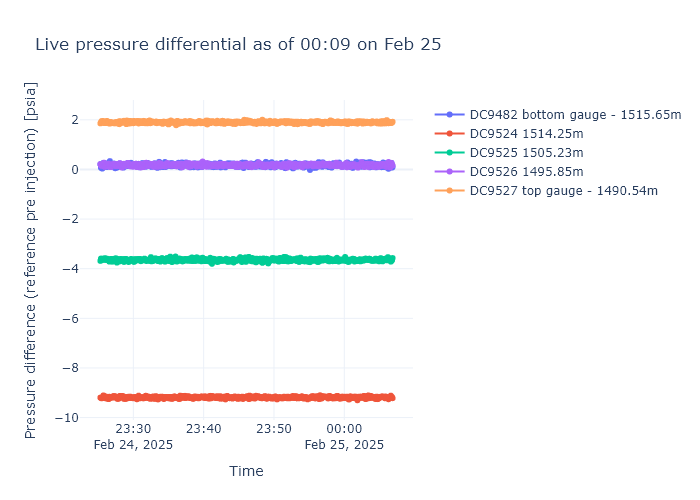 Live pressure differential as of 00:09 on Feb 25
Pressure difference (reference pre injection) [psia]
2
0
−2
−4
−6
−8
−10
23:30
Feb 24, 2025
23:40
23:50
00:00
Feb 25, 2025
Time
DC9482 bottom gauge - 1515.65m
DC9524 1514.25m
DC9525 1505.23m
DC9526 1495.85m
DC9527 top gauge - 1490.54m